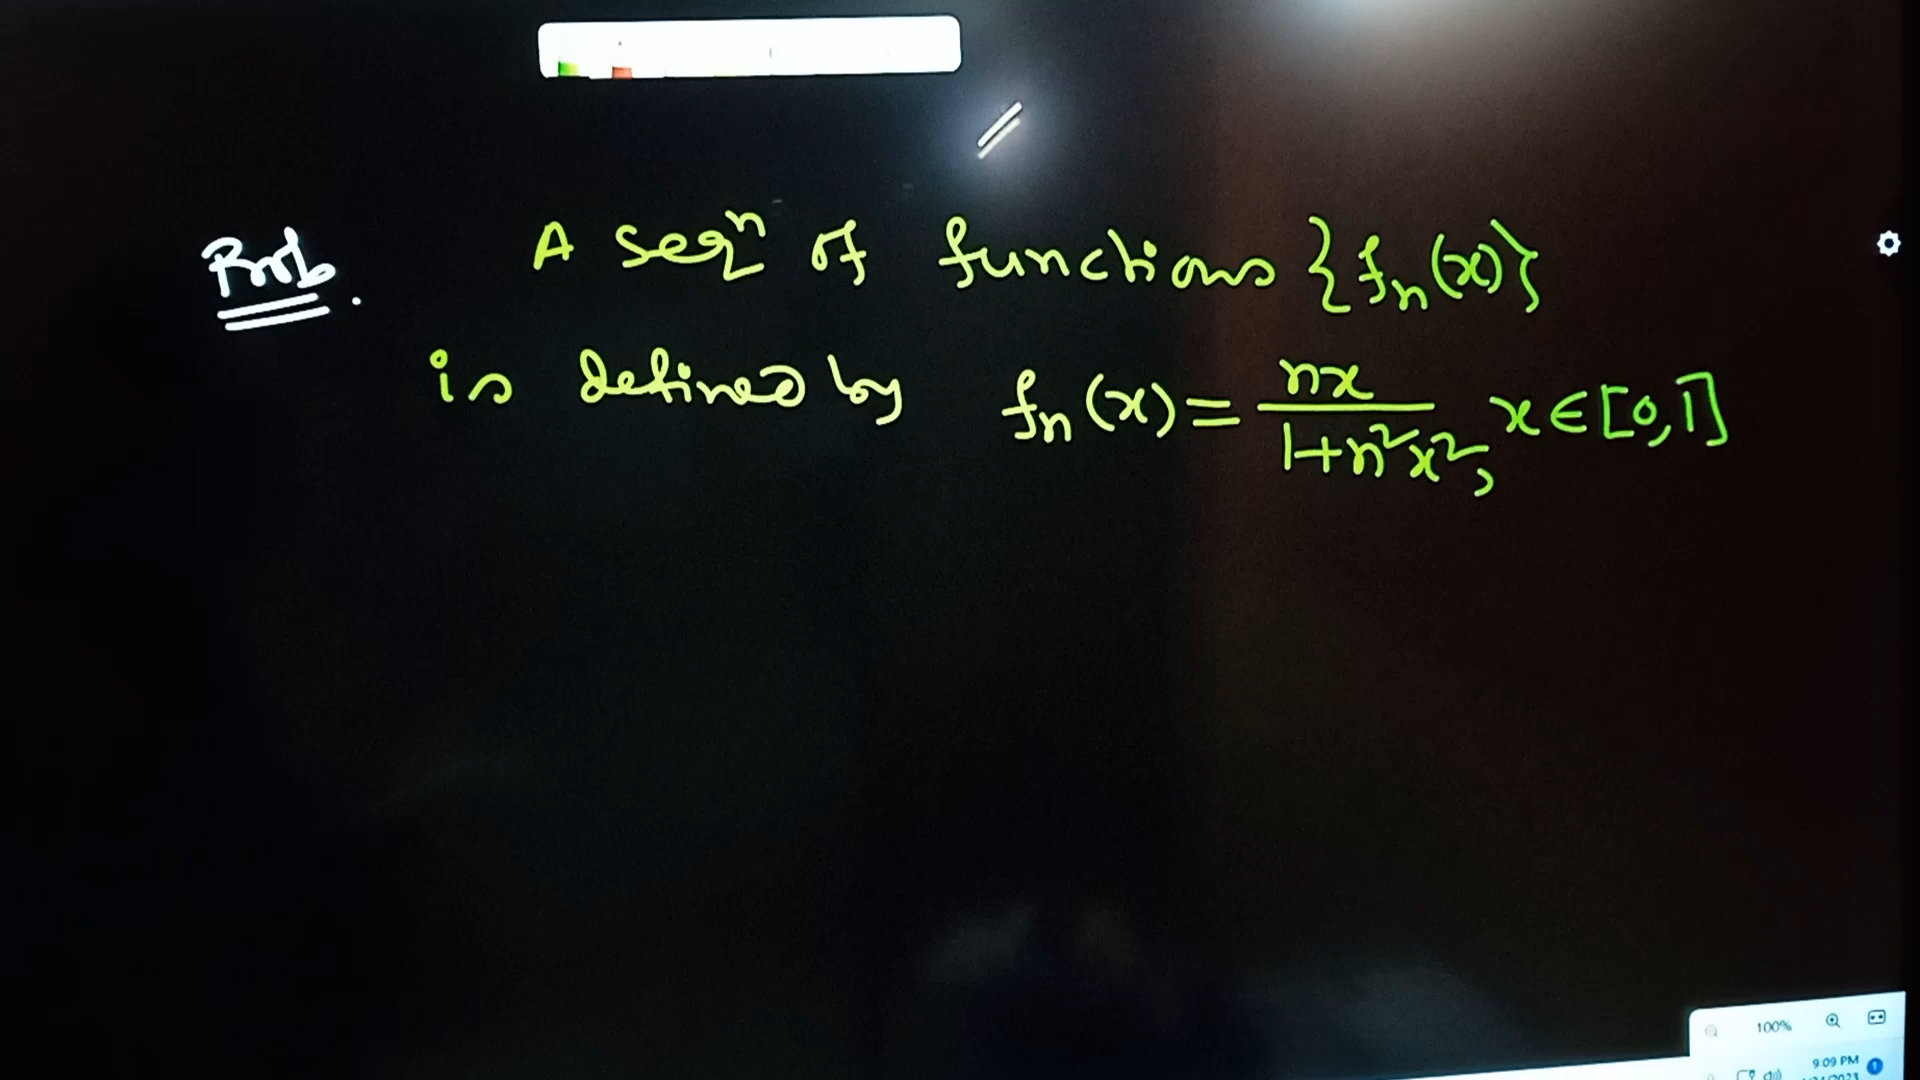 Prob. A seqⁿ of functions {fₙ(x)}
is defined by fₙ(x) = nx/(1+n²x²), x ∈ [0,1]
100%
9:09 PM